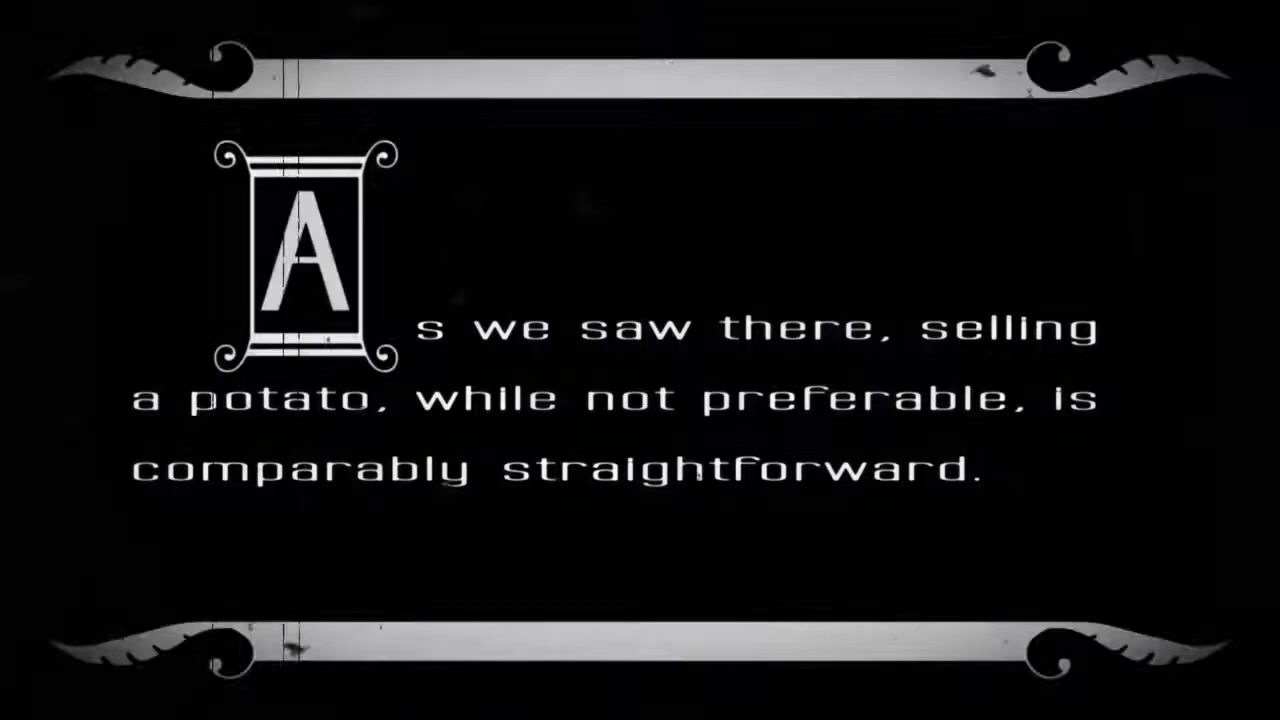 As we saw there, selling
a potato, while not preferable, is
comparably straightforward.